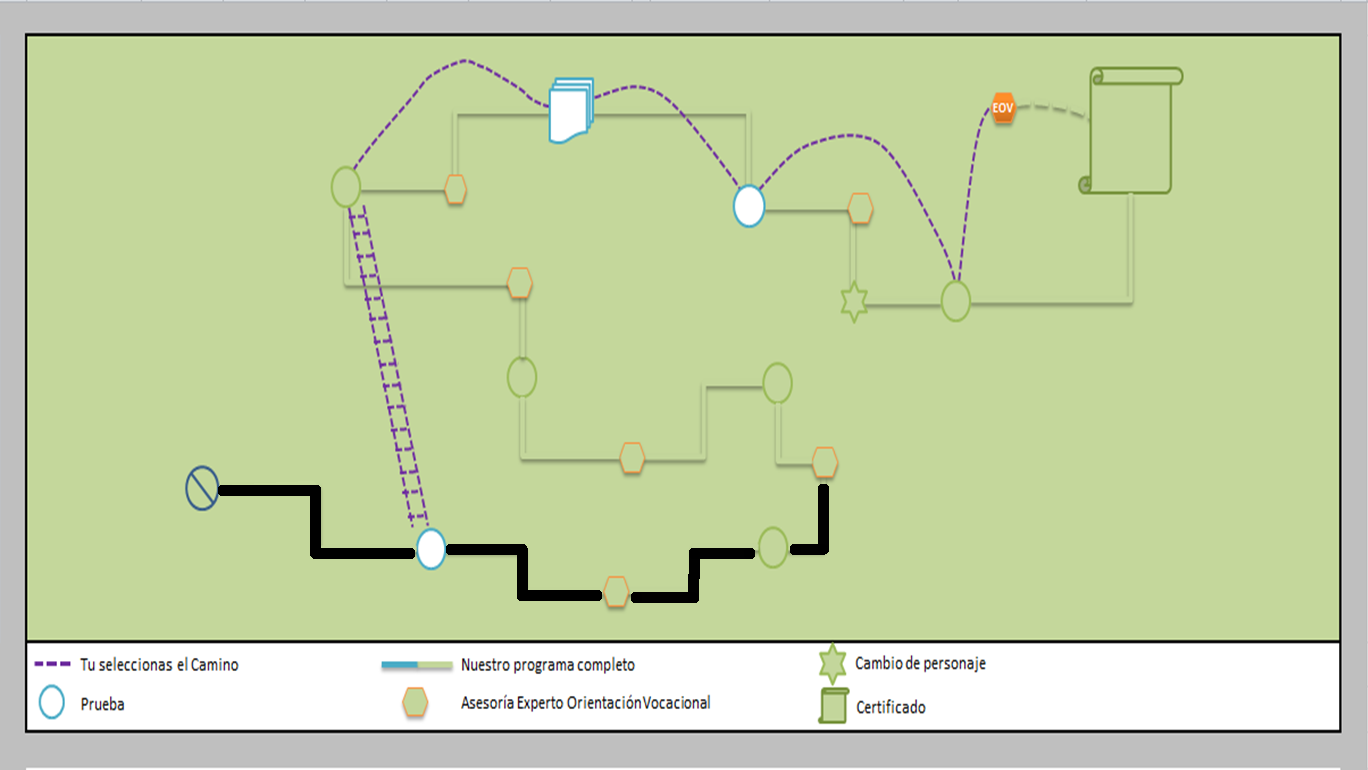 EOV
Tu seleccionas el Camino
Nuestro programa completo
Cambio de personaje
Prueba
Asesoría Experto Orientación Vocacional
Certificado